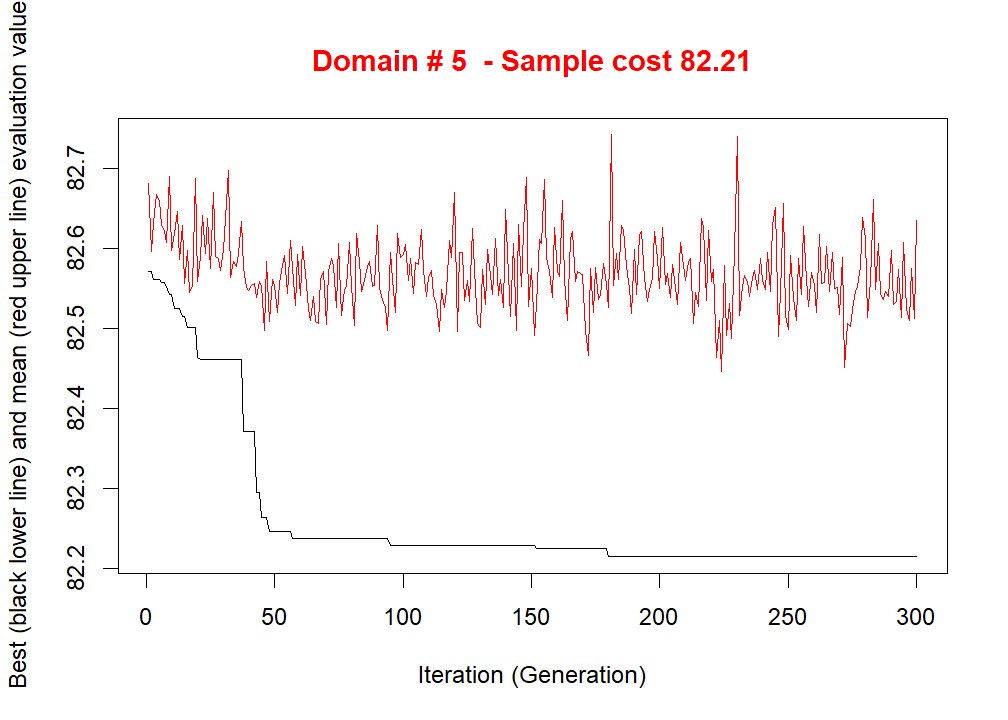 Domain # 5  - Sample cost 82.21
Best (black lower line) and mean (red upper line) evaluation value
82.7
82.6
82.5
82.4
82.3
82.2
0 50 100 150 200 250 300
Iteration (Generation)